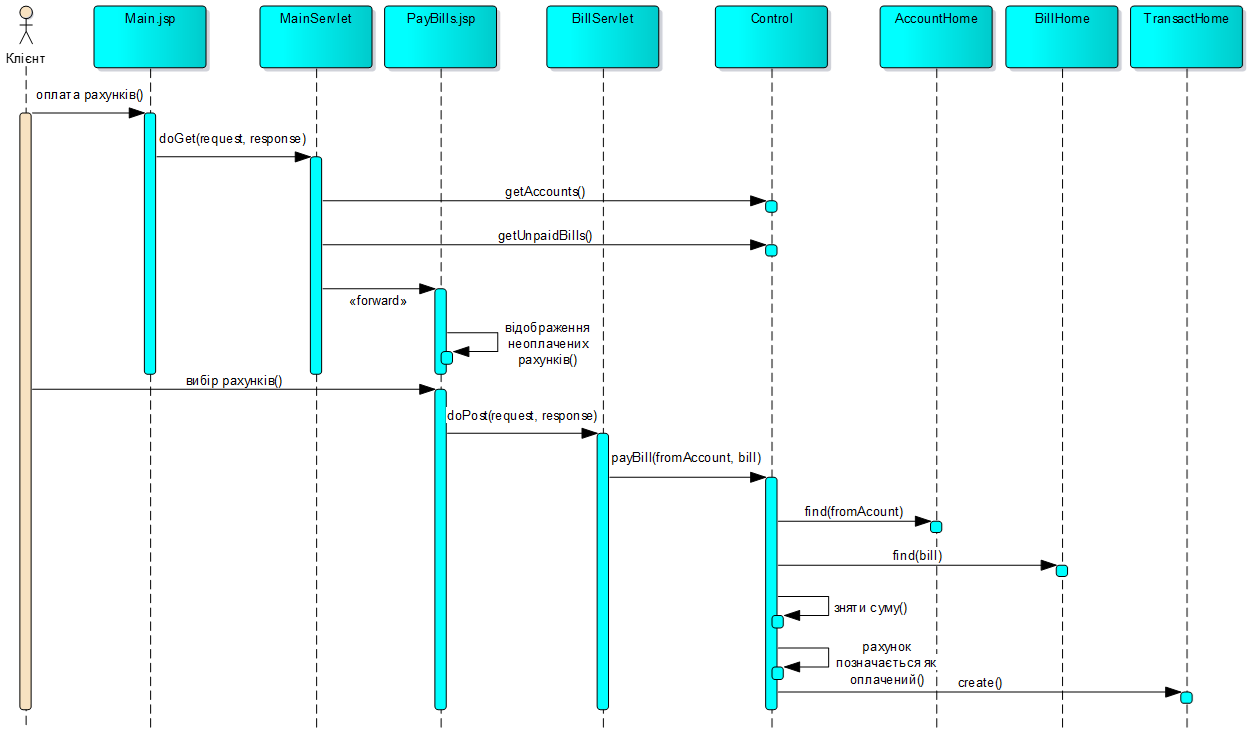 Main.jsp
MainServlet
PayBills.jsp
BillServlet
Control
AccountHome
BillHome
TransactHome
Клієнт
оплата рахунків()
doGet(request, response)
getAccounts()
getUnpaidBills()
«forward»
відображення
неоплачених
рахунків()
вибір рахунків()
doPost(request, response)
payBill(fromAccount, bill)
find(fromAcount)
find(bill)
зняти суму()
рахунок
позначається як
оплачений()
create()